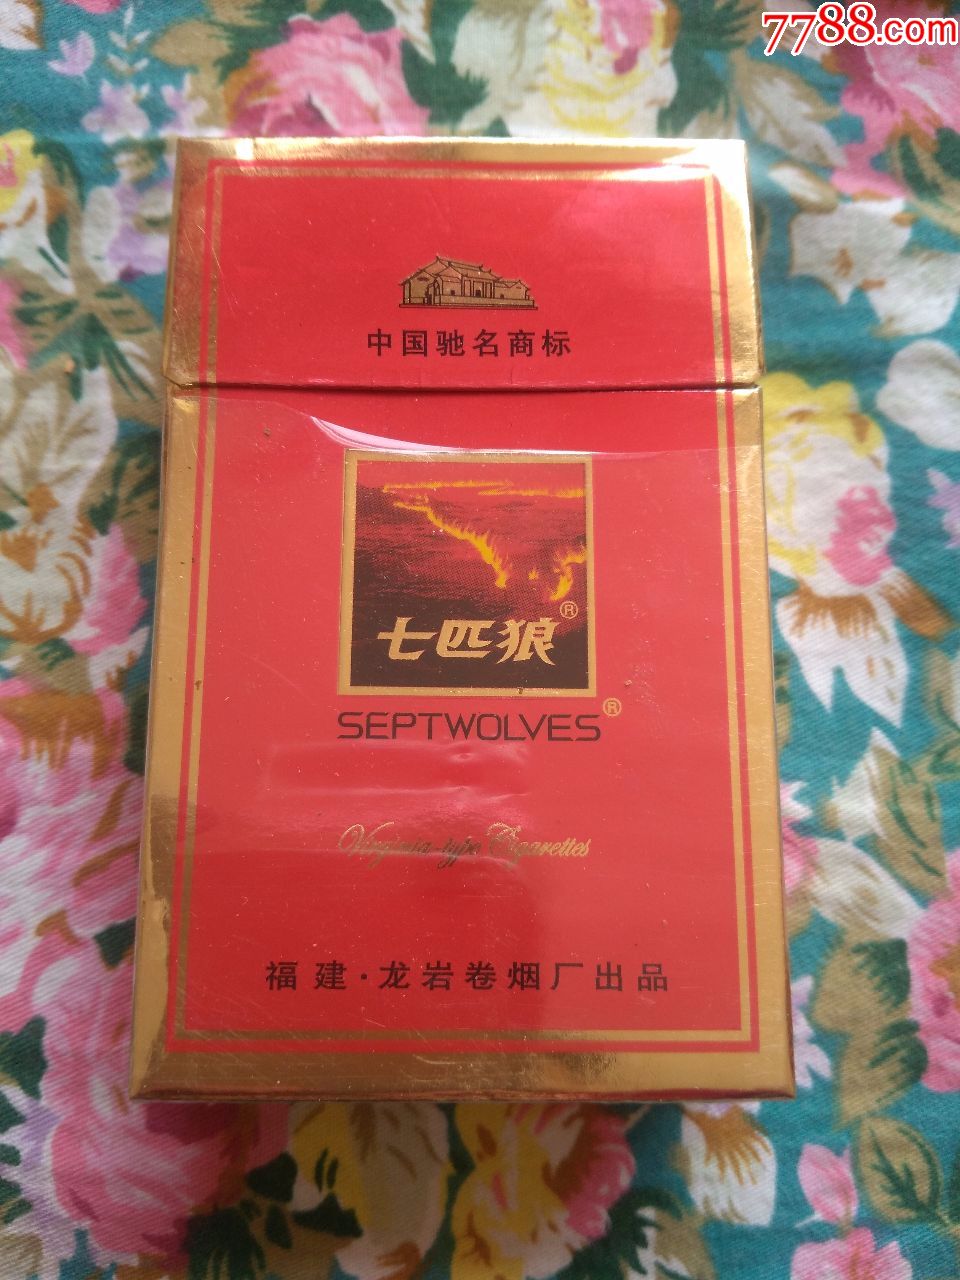 7788.com
中国驰名商标
七匹狼®
SEPTWOLVES®
Virginia-type Cigarettes
福建·龙岩卷烟厂出品